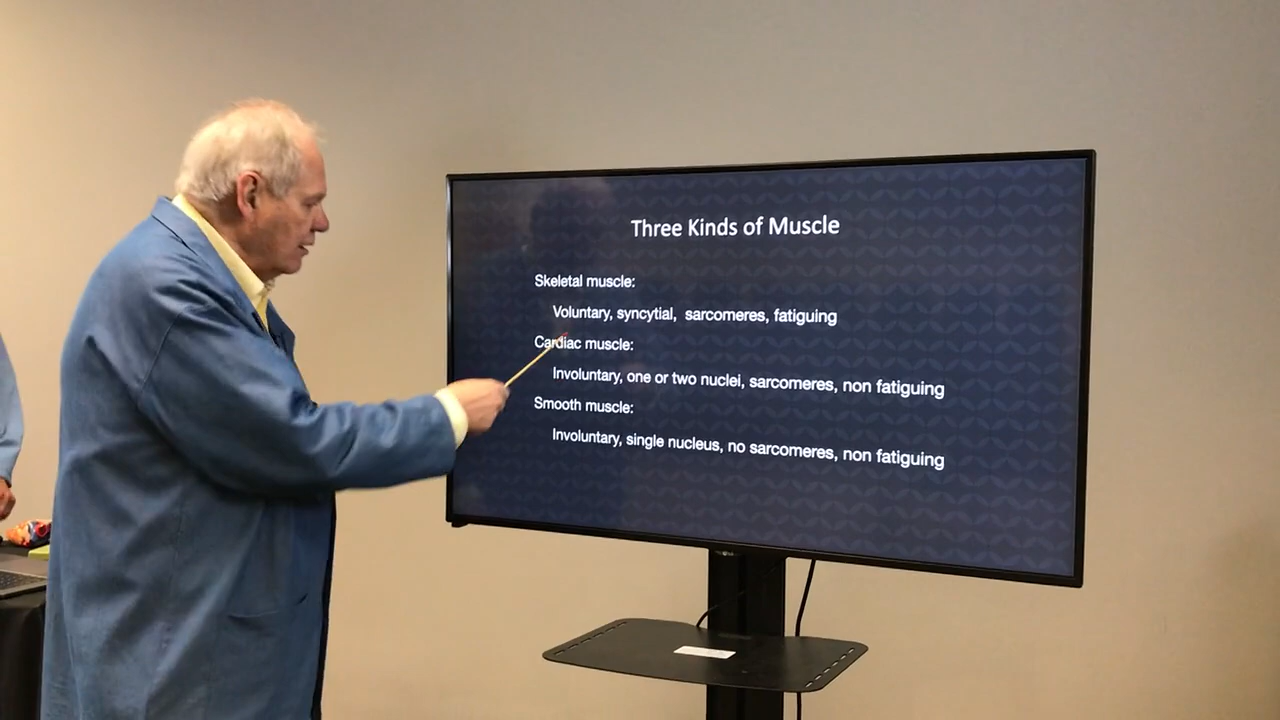 Three Kinds of Muscle
Skeletal muscle:
Voluntary, syncytial, sarcomeres, fatiguing
Cardiac muscle:
Involuntary, one or two nuclei, sarcomeres, non fatiguing
Smooth muscle:
Involuntary, single nucleus, no sarcomeres, non fatiguing